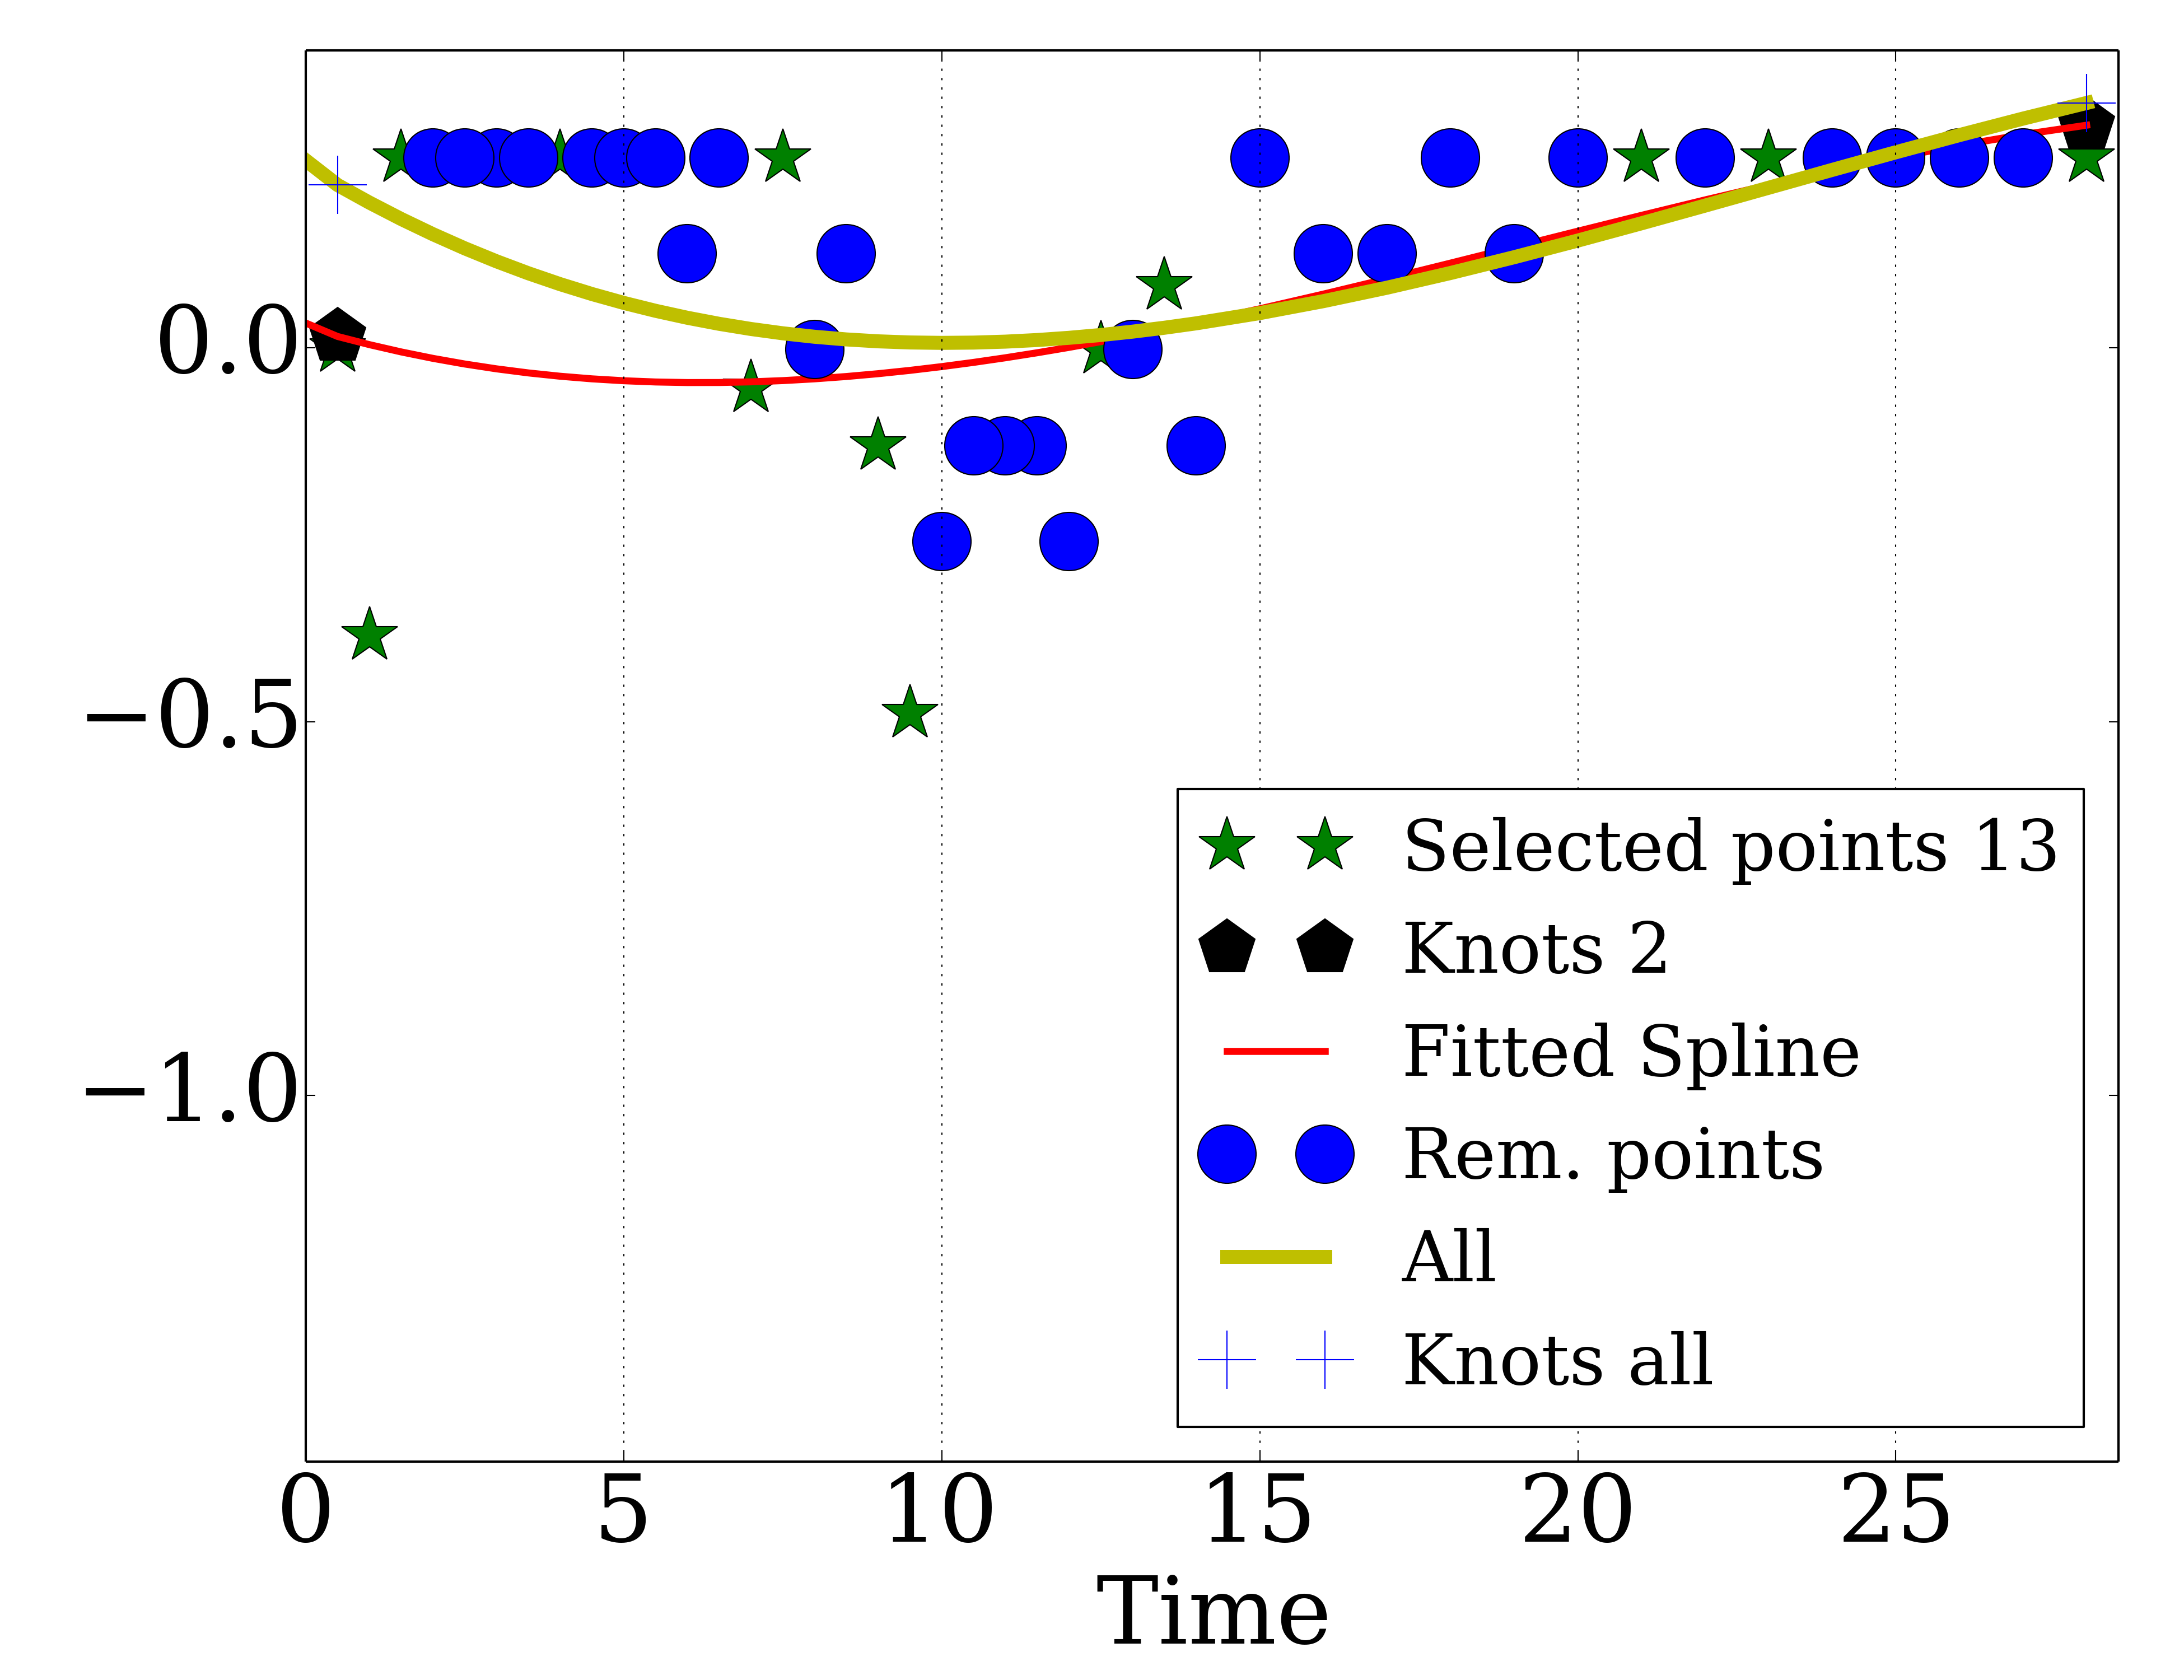 0.0
−0.5
−1.0
Selected points 13
Knots 2
Fitted Spline
Rem. points
All
Knots all
0 5 10 15 20 25
Time